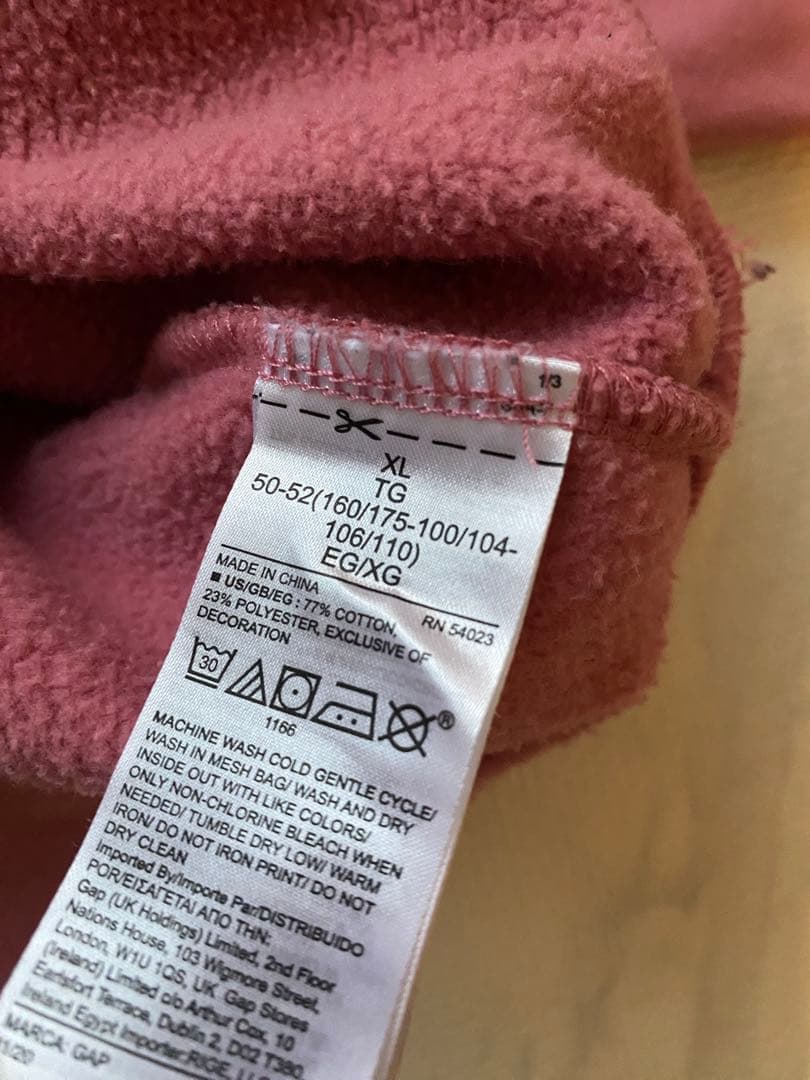 1/3
XL
TG
50-52(160/175-100/104-
106/110)
EG/XG
MADE IN CHINA
RN 54023
■ US/GB/EG : 77% COTTON,
23% POLYESTER, EXCLUSIVE OF
DECORATION
30
®
1166
MACHINE WASH COLD GENTLE CYCLE/
WASH IN MESH BAG/ WASH AND DRY
INSIDE OUT WITH LIKE COLORS/
ONLY NON-CHLORINE BLEACH WHEN
NEEDED/ TUMBLE DRY LOW/ WARM
IRON/ DO NOT IRON PRINT/ DO NOT
DRY CLEAN
Imported By/Importe Par/DISTRIBUIDO
POR/ΕΙΣΑΓΕΤΑΙ ΑΠΟ ΤΗΝ:
Gap (UK Holdings) Limited, 2nd Floor
Nations House, 103 Wigmore Street,
London, W1U 1QS, UK Gap Stores
(Ireland) Limited c/o Arthur Cox, 10
Earlsfort Terrace, Dublin 2, D02 T380,
Ireland Egypt Importer:RIGE,
MARCA: GAP